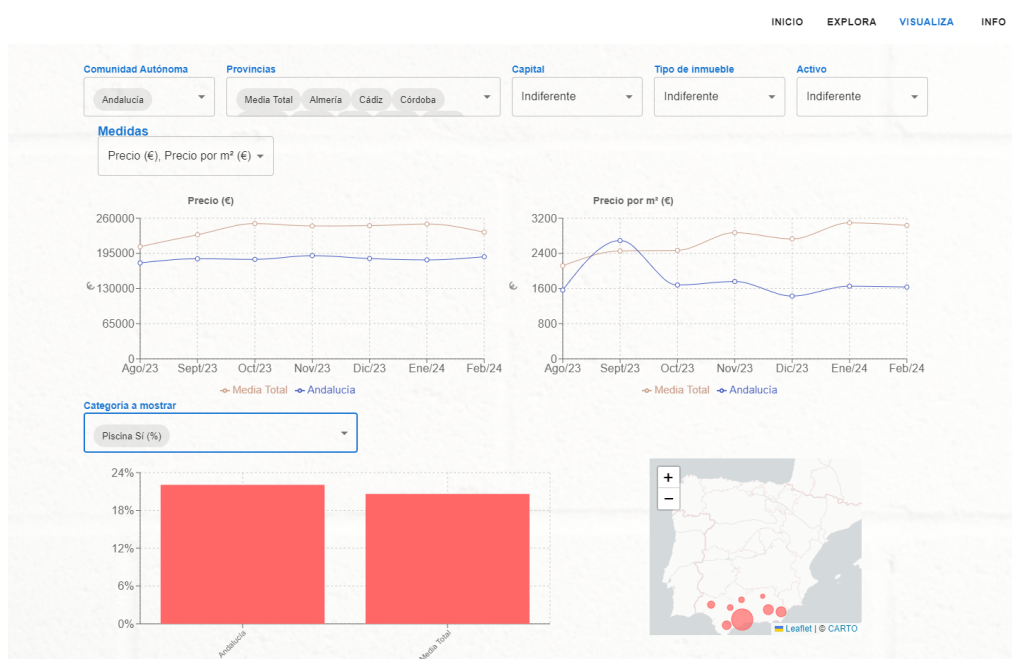 INICIO EXPLORA VISUALIZA INFO
Comunidad Autónoma Provincias Capital Tipo de inmueble Activo
Andalucía Media Total Almería Cádiz Córdoba Indiferente Indiferente Indiferente
Medidas
Precio (€), Precio por m² (€)
Precio (€) Precio por m² (€)
260000
195000
130000
65000
0
€
Ago/23 Sept/23 Oct/23 Nov/23 Dic/23 Ene/24 Feb/24
Media Total Andalucía
3200
2400
1600
800
0
€
Ago/23 Sept/23 Oct/23 Nov/23 Dic/23 Ene/24 Feb/24
Media Total Andalucía
Categoría a mostrar
Piscina Sí (%)
24%
18%
12%
6%
0%
Andalucía Media Total
+
−
Leaflet | © CARTO